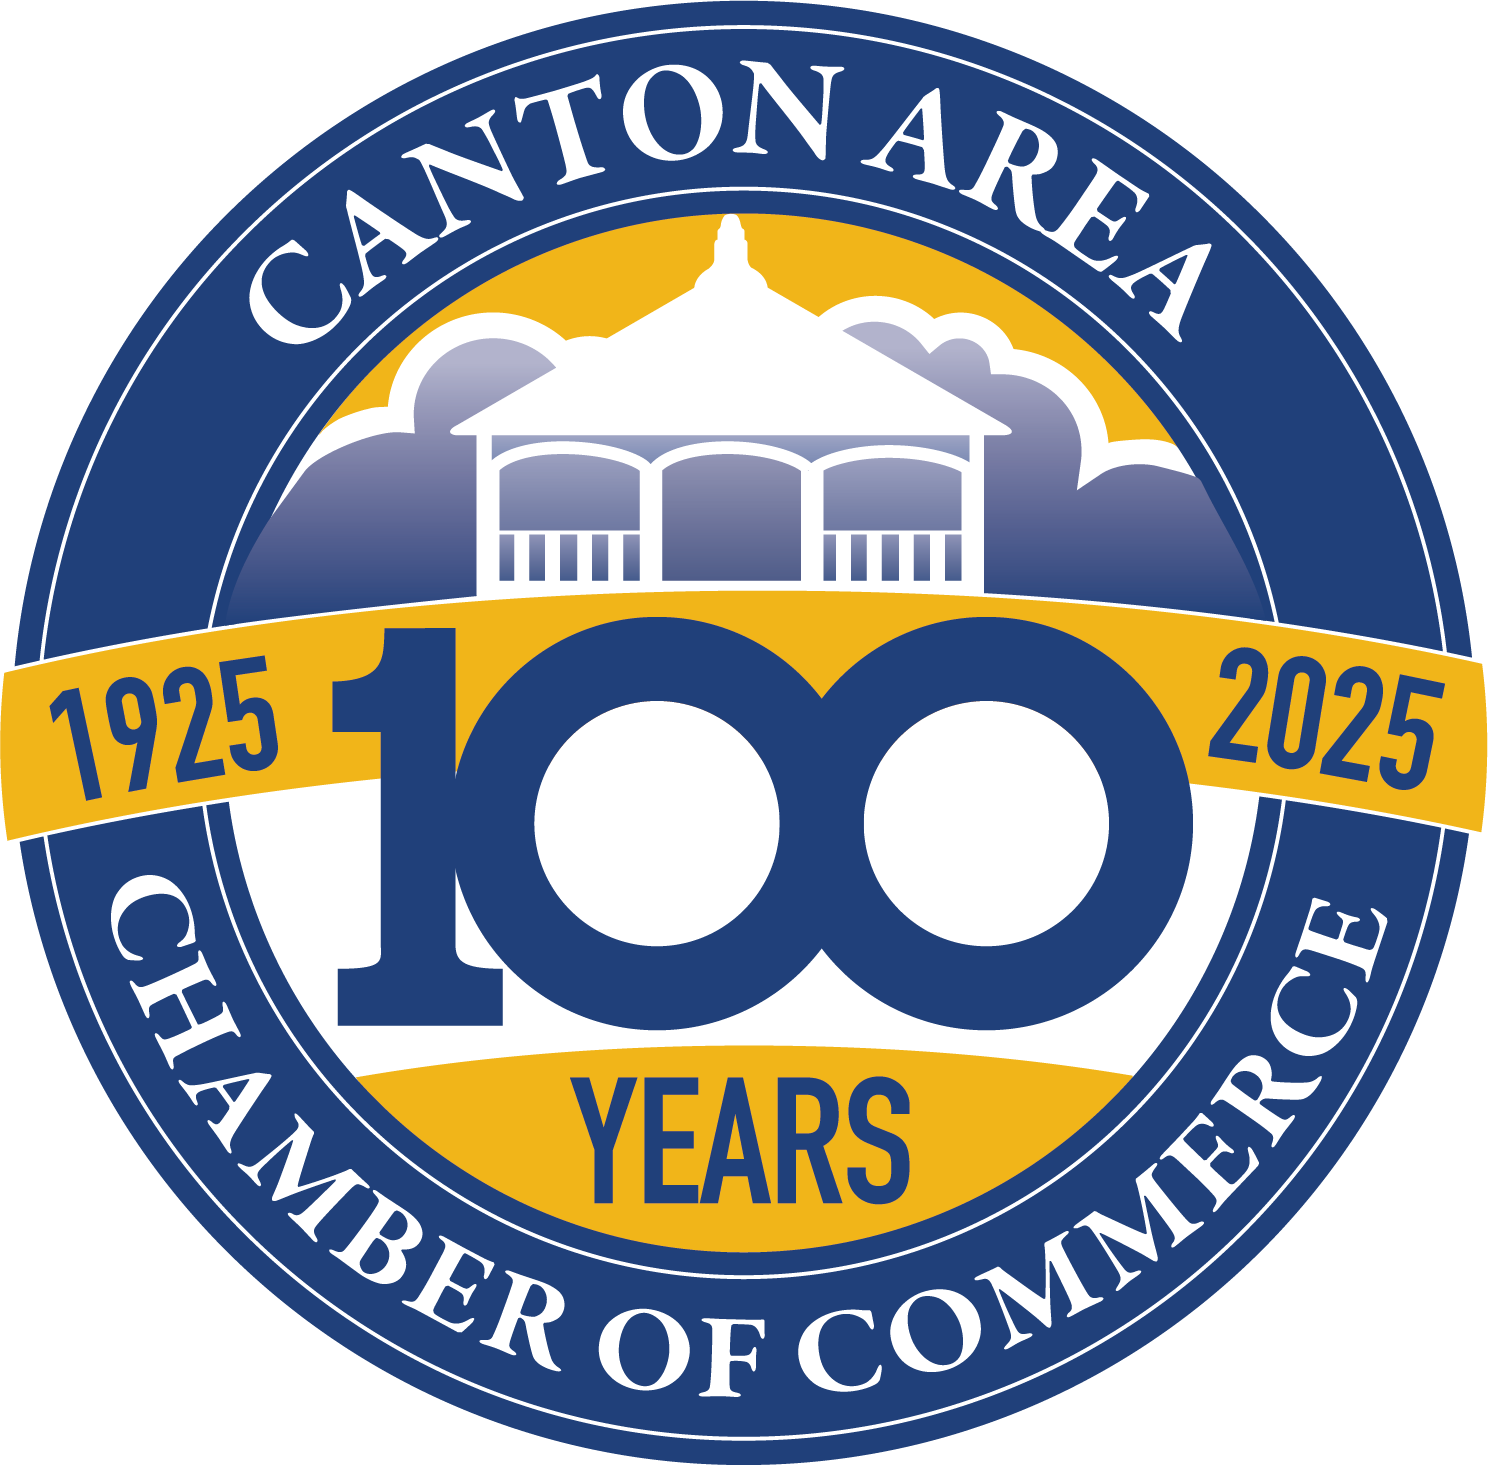 CANTON AREA
1925
100
2025
YEARS
CHAMBER OF COMMERCE